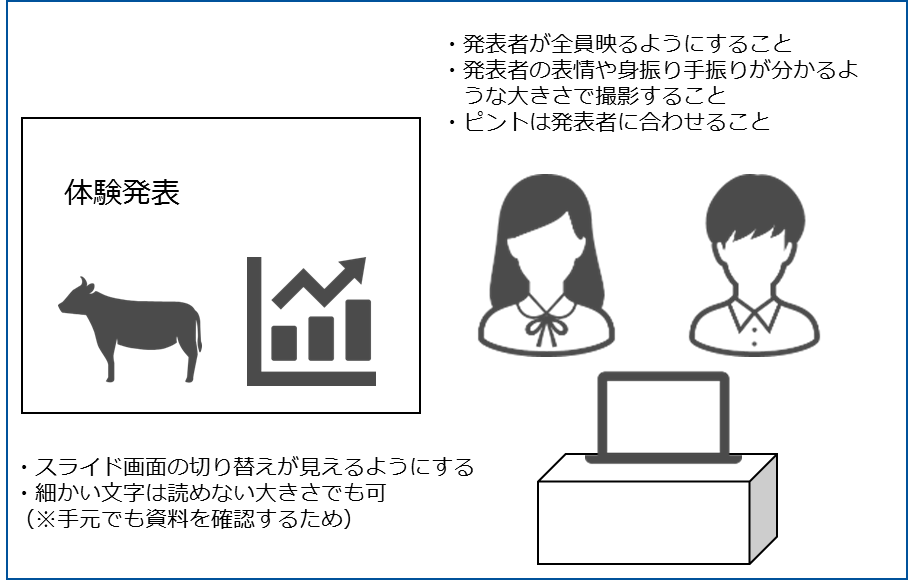 ・発表者が全員映るようにすること
・発表者の表情や身振り手振りが分かるよ
うな大きさで撮影すること
・ピントは発表者に合わせること
体験発表
・スライド画面の切り替えが見えるようにする
・細かい文字は読めない大きさでも可
（※手元でも資料を確認するため）